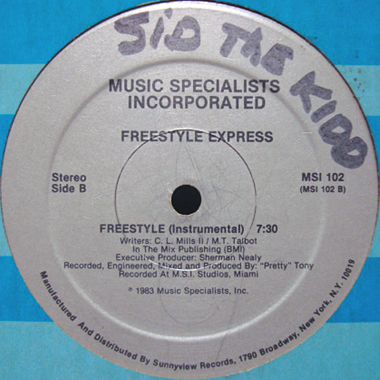 SID THE KIDD
MUSIC SPECIALISTS
INCORPORATED
FREESTYLE EXPRESS
Stereo
Side B
MSI 102
(MSI 102 B)
FREESTYLE (Instrumental) 7:30
Writers: C. L. Mills II / M.T. Talbot
In The Mix Publishing (BMI)
Executive Producer: Sherman Nealy
Recorded, Engineered, Mixed and Produced By: "Pretty" Tony
Recorded At M.S.I. Studios, Miami
℗ 1983 Music Specialists, Inc.
Manufactured And Distributed By Sunnyview Records, 1790 Broadway, New York, N.Y. 10019